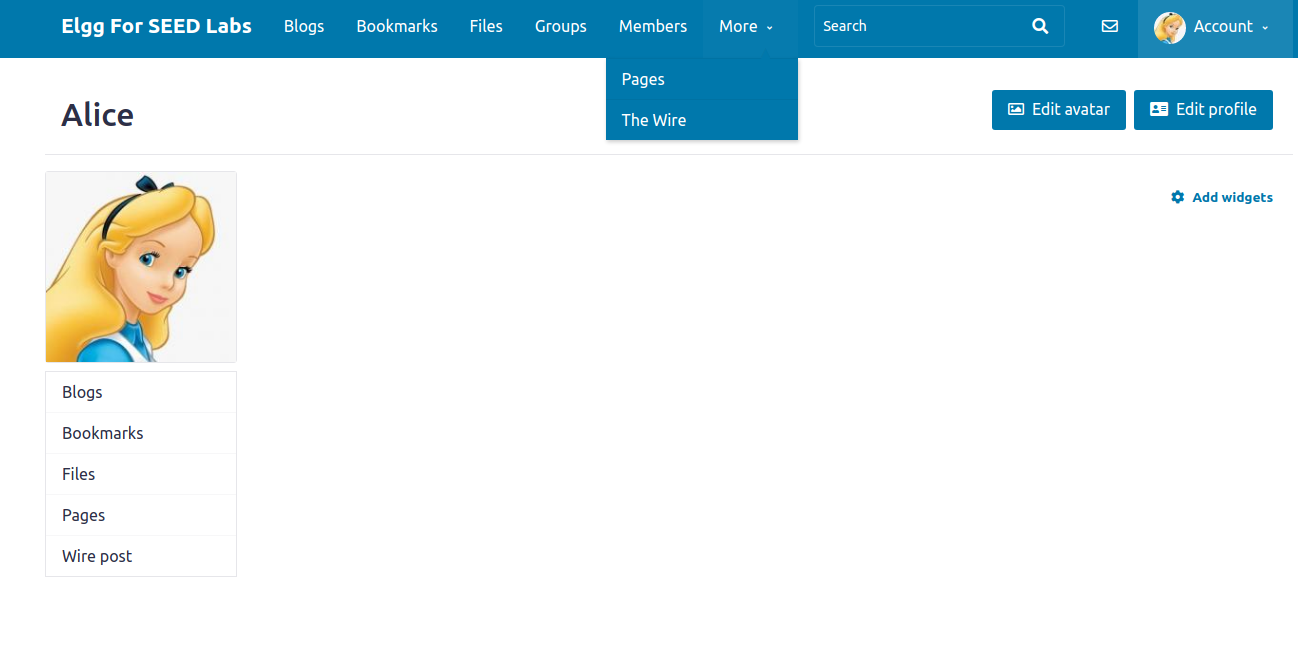 Elgg For SEED Labs Blogs Bookmarks Files Groups Members More Search Account
Pages
The Wire
Alice
Edit avatar Edit profile
Add widgets
Blogs
Bookmarks
Files
Pages
Wire post